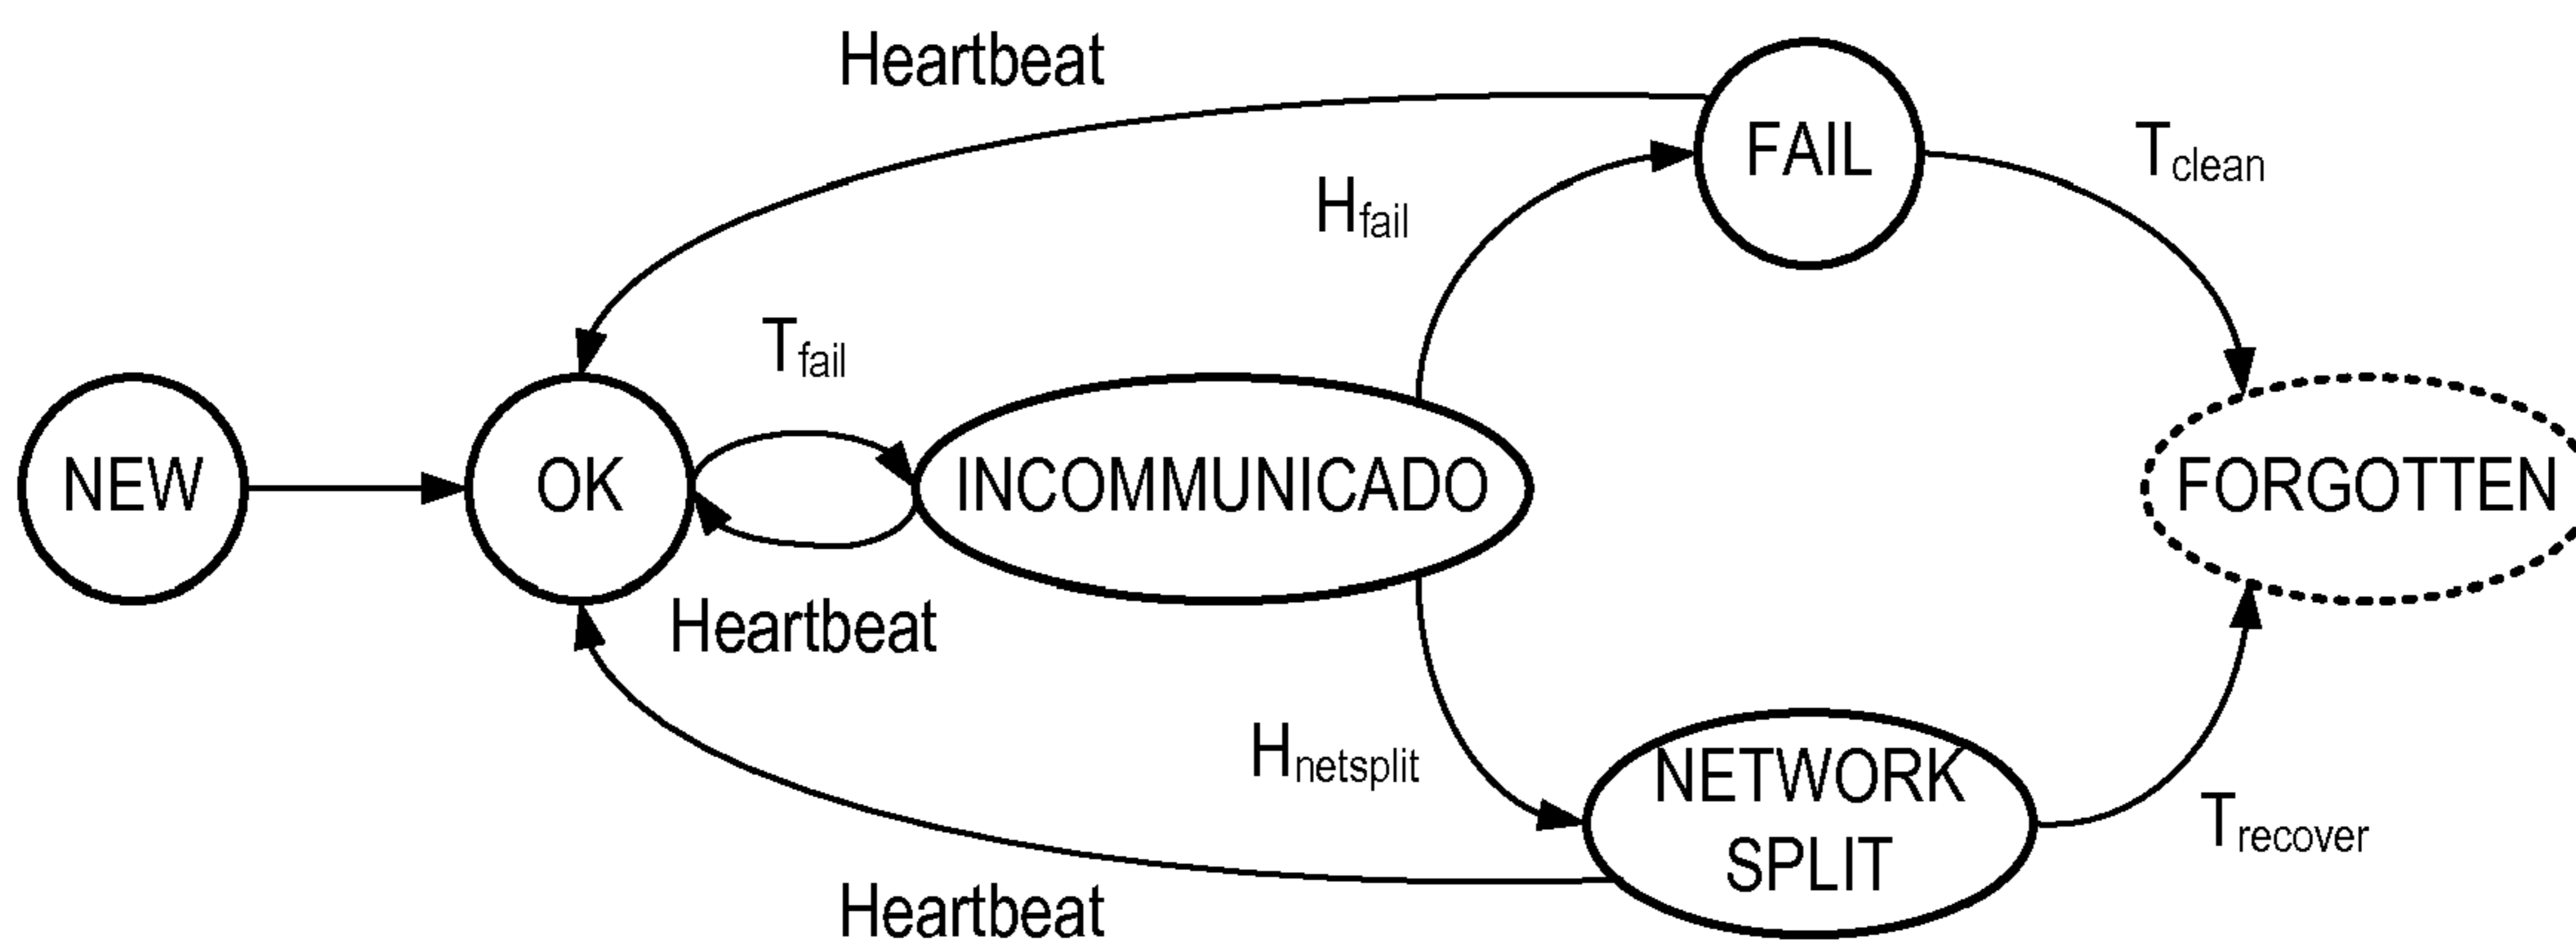 Heartbeat
FAIL
Tclean
Hfail
Tfail
NEW
OK
INCOMMUNICADO
FORGOTTEN
Heartbeat
Hnetsplit
NETWORK
SPLIT
Trecover
Heartbeat